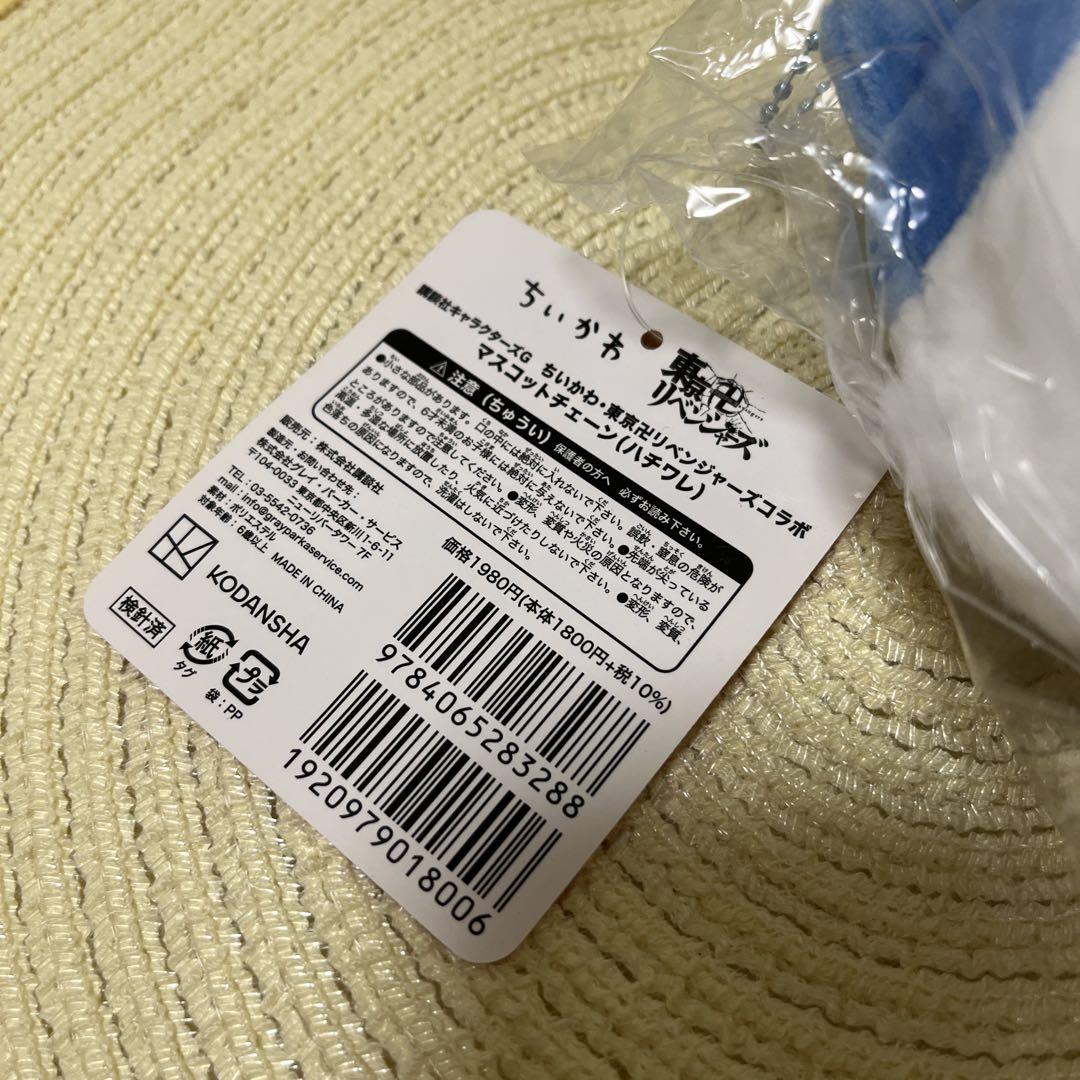 ちいかわ
東京卍リベンジャーズ
講談社キャラクターズG ちいかわ・東京卍リベンジャーズコラボ
マスコットチェーン(ハチワレ)
注意(ちゅうい) 保護者の方へ 必ずお読み下さい。
●小さな部品があります。口の中には絶対に入れないで下さい。誤飲、窒息の危険が
ありますので、6才未満のお子様には絶対に与えないで下さい。●先端が尖っている
ところがありますので注意してください。●変形、変質や火災の原因となりますので、
高温・多湿な場所に放置したり、火気に近づけたりしないで下さい。●変形、変質、
色落ちの原因になりますので、洗濯はしないで下さい。
販売元:株式会社講談社
製造元・お問い合わせ先:
株式会社グレイ・パーカー・サービス
〒104-0033 東京都中央区新川1-6-11
ニューリバータワー 7F
TEL:03-5542-0736
mail:info@grayparkaservice.com
素材:ポリエステル
対象年齢:6歳以上 MADE IN CHINA
KODANSHA
検針済
紙
タグ
プラ
袋:PP
価格1980円(本体1800円+税10%)
9784065283288
1920979018006